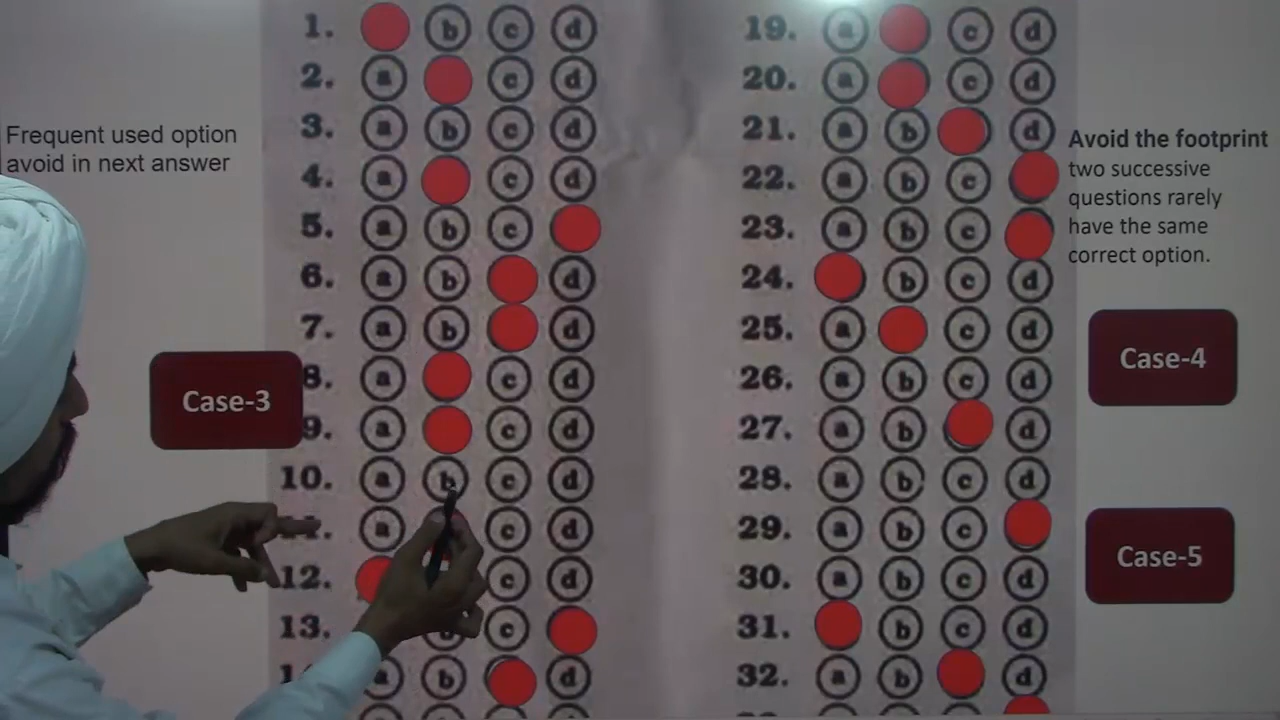 Frequent used option
avoid in next answer
Case-3
1. b c d
2. a c d
3. a b c d
4. a c d
5. a b c
6. a b d
7. a b d
8. a c d
9. a c d
10. a b c d
a c d
12. c d
13. b c
a b d
19. a c d
20. a c d
21. a b d
22. a b c
23. a b c
24. b c d
25. a c d
26. a b c d
27. a b d
28. a b c d
29. a b c
30. a b c d
31. b c d
32. a b d
Avoid the footprint
two successive
questions rarely
have the same
correct option.
Case-4
Case-5